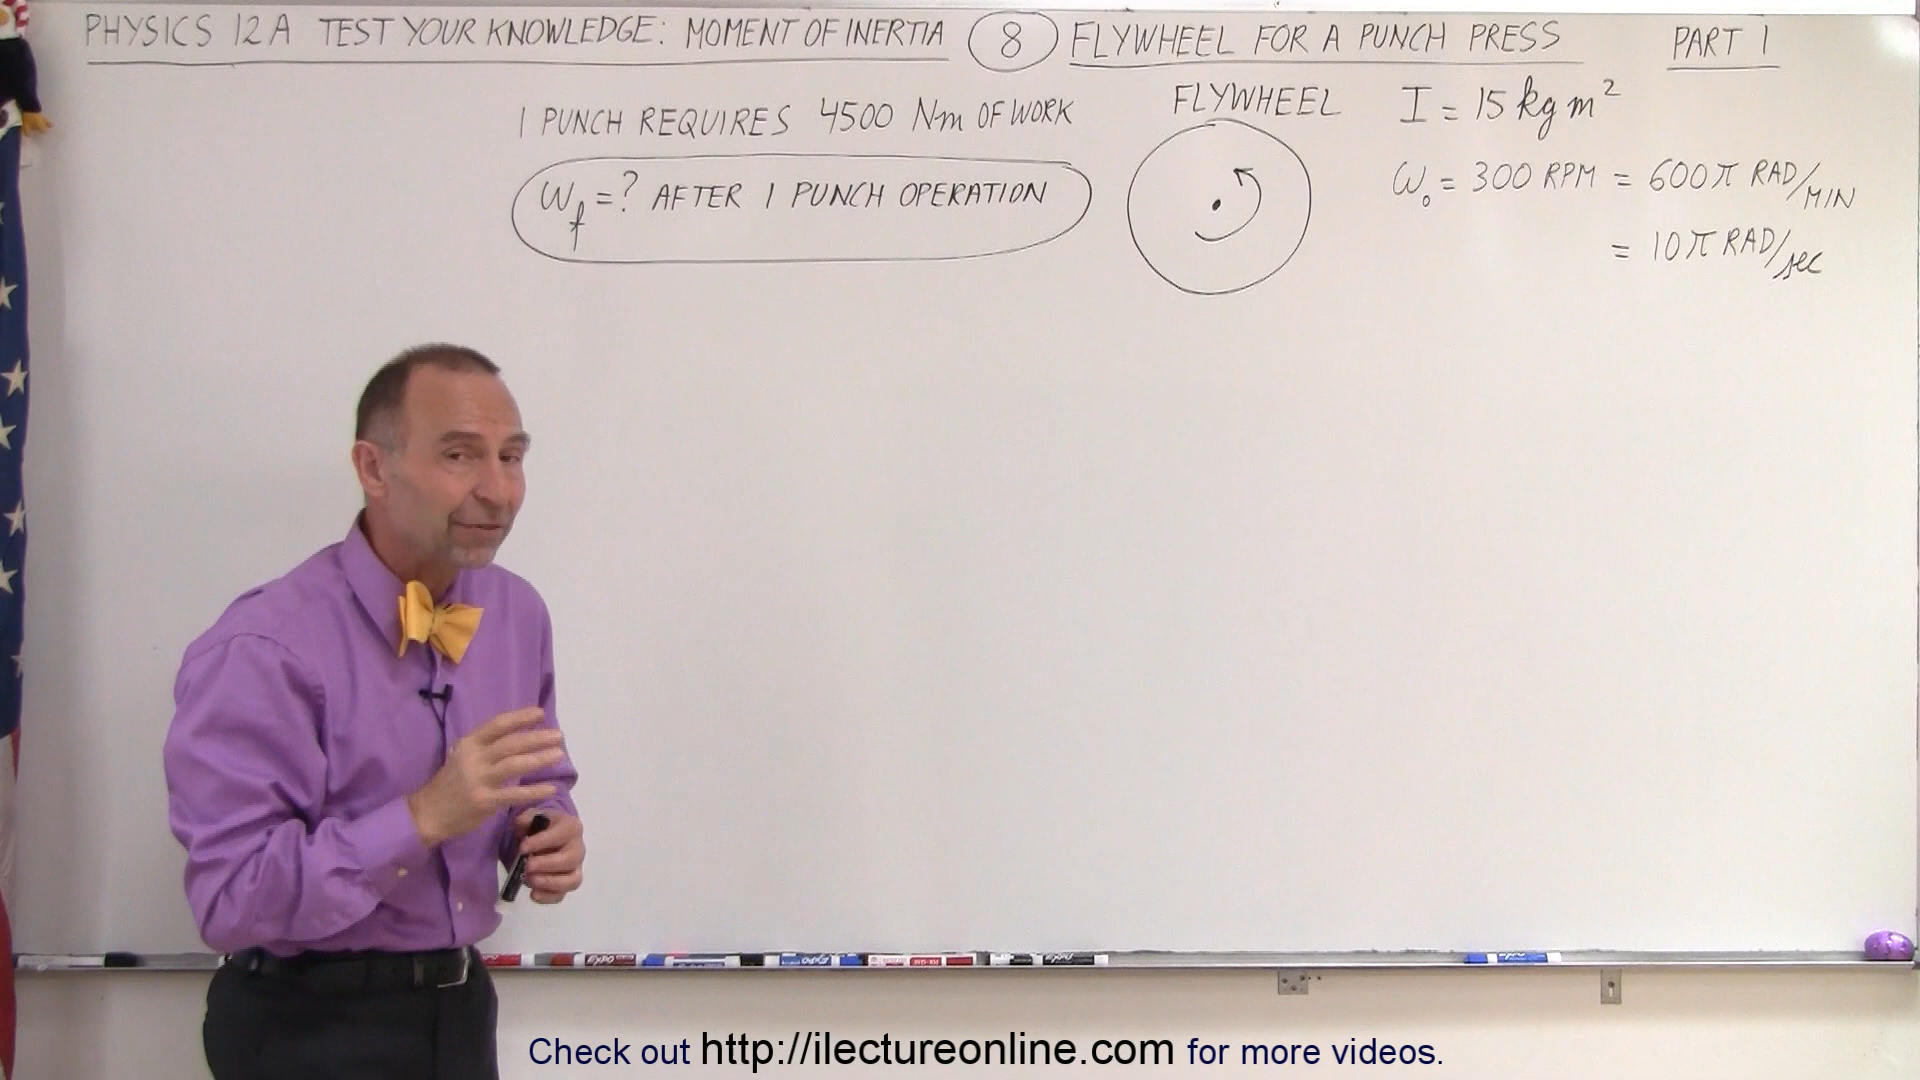 PHYSICS 12A TEST YOUR KNOWLEDGE: MOMENT OF INERTIA 8 FLYWHEEL FOR A PUNCH PRESS PART 1
1 PUNCH REQUIRES 4500 Nm OF WORK
ωf = ? AFTER 1 PUNCH OPERATION
FLYWHEEL I = 15 kg m²
ω₀ = 300 RPM = 600π RAD/MIN
= 10π RAD/sec
EXPO
Check out http://ilectureonline.com for more videos.